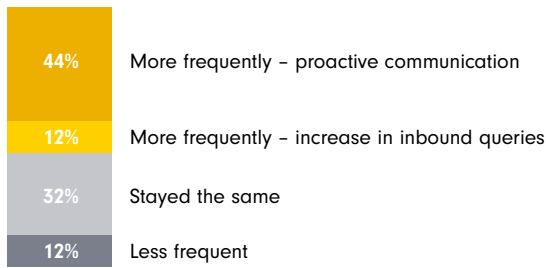 44% More frequently – proactive communication
12% More frequently – increase in inbound queries
32% Stayed the same
12% Less frequent